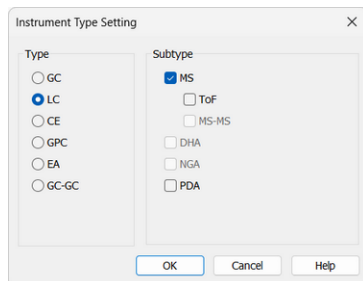 Instrument Type Setting
Type
GC
LC
CE
GPC
EA
GC-GC
Subtype
MS
ToF
MS-MS
DHA
NGA
PDA
OK Cancel Help